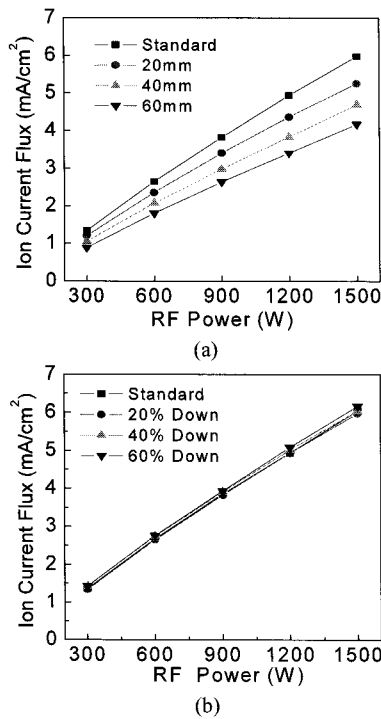 7
6
5
4
3
2
1
0
Ion Current Flux (mA/cm²)
Standard
20mm
40mm
60mm
300 600 900 1200 1500
RF Power (W)
(a)
7
6
5
4
3
2
1
0
Ion Current Flux (mA/cm²)
Standard
20% Down
40% Down
60% Down
300 600 900 1200 1500
RF Power (W)
(b)